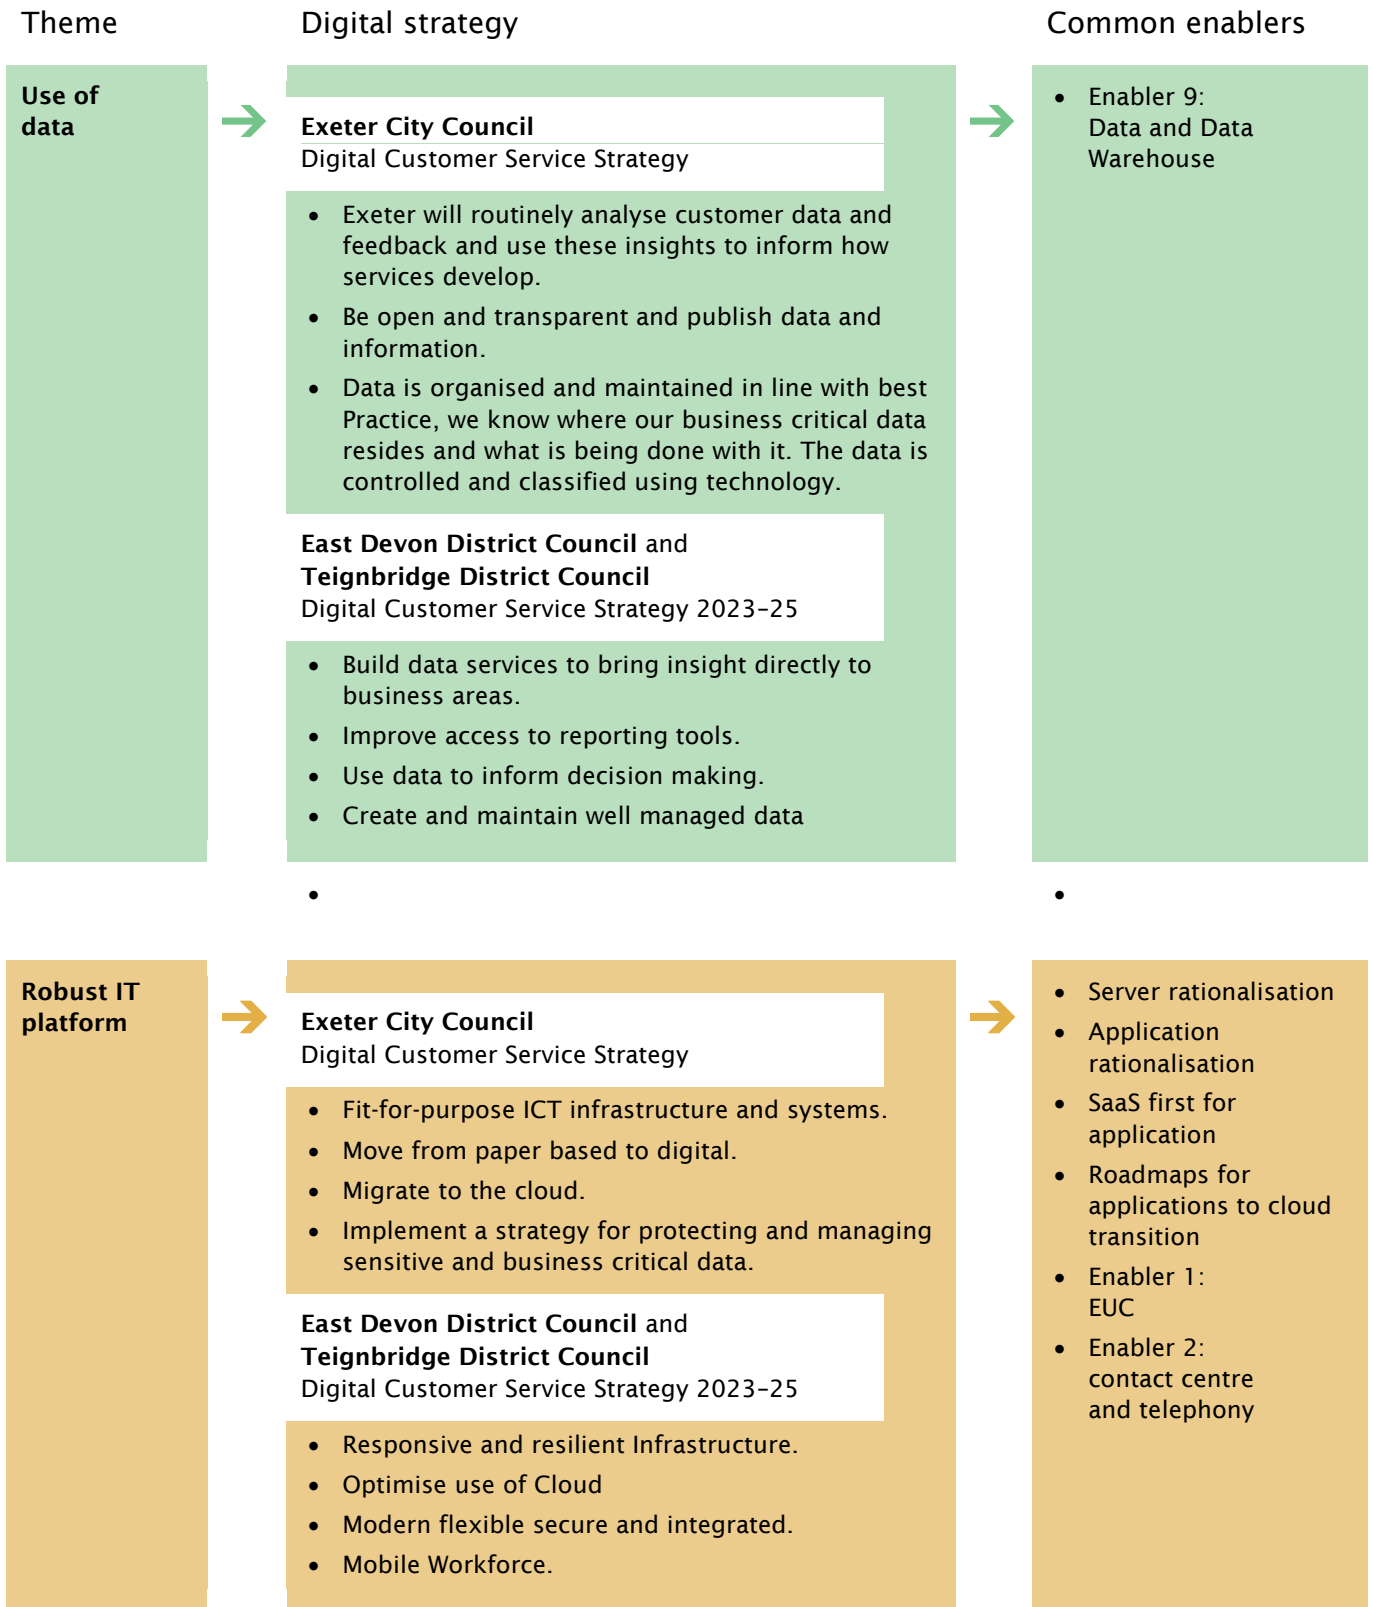 Theme
Digital strategy
Common enablers
Use of
data
Exeter City Council
Digital Customer Service Strategy
• Exeter will routinely analyse customer data and
feedback and use these insights to inform how
services develop.
• Be open and transparent and publish data and
information.
• Data is organised and maintained in line with best
Practice, we know where our business critical data
resides and what is being done with it. The data is
controlled and classified using technology.
East Devon District Council and
Teignbridge District Council
Digital Customer Service Strategy 2023–25
• Build data services to bring insight directly to
business areas.
• Improve access to reporting tools.
• Use data to inform decision making.
• Create and maintain well managed data
• Enabler 9:
Data and Data
Warehouse
•
•
Robust IT
platform
Exeter City Council
Digital Customer Service Strategy
• Fit-for-purpose ICT infrastructure and systems.
• Move from paper based to digital.
• Migrate to the cloud.
• Implement a strategy for protecting and managing
sensitive and business critical data.
East Devon District Council and
Teignbridge District Council
Digital Customer Service Strategy 2023–25
• Responsive and resilient Infrastructure.
• Optimise use of Cloud
• Modern flexible secure and integrated.
• Mobile Workforce.
• Server rationalisation
• Application
rationalisation
• SaaS first for
application
• Roadmaps for
applications to cloud
transition
• Enabler 1:
EUC
• Enabler 2:
contact centre
and telephony